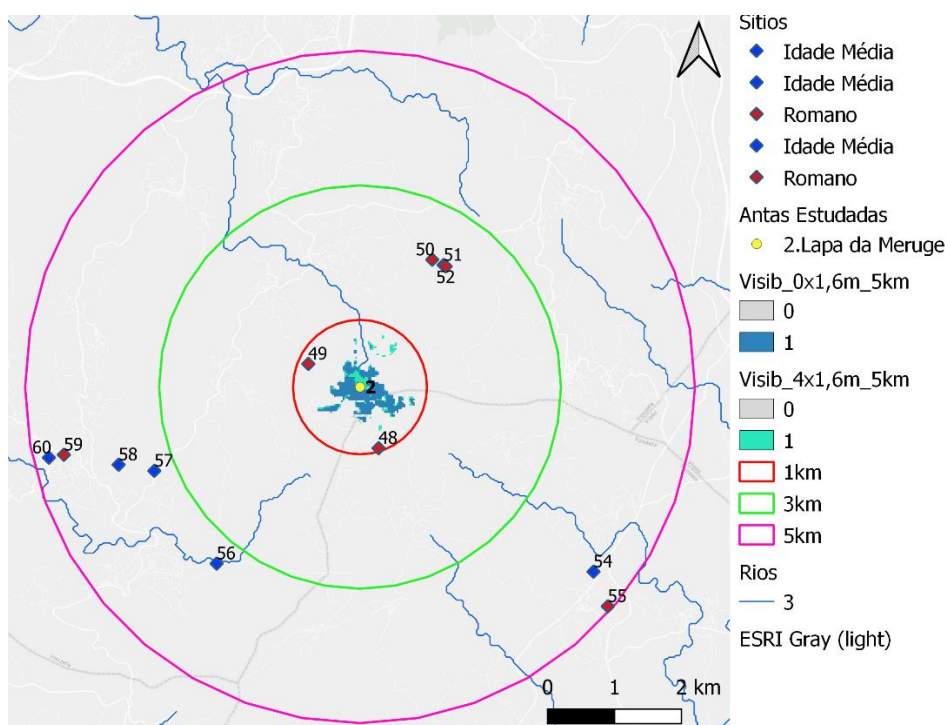 Sítios
Idade Média
Idade Média
Romano
Idade Média
Romano
Antas Estudadas
2.Lapa da Meruge
Visib_0x1,6m_5km
0
1
Visib_4x1,6m_5km
0
1
1km
3km
5km
Rios
3
ESRI Gray (light)
50
51
52
49
2
48
60
59
58
57
56
54
55
0 1 2 km